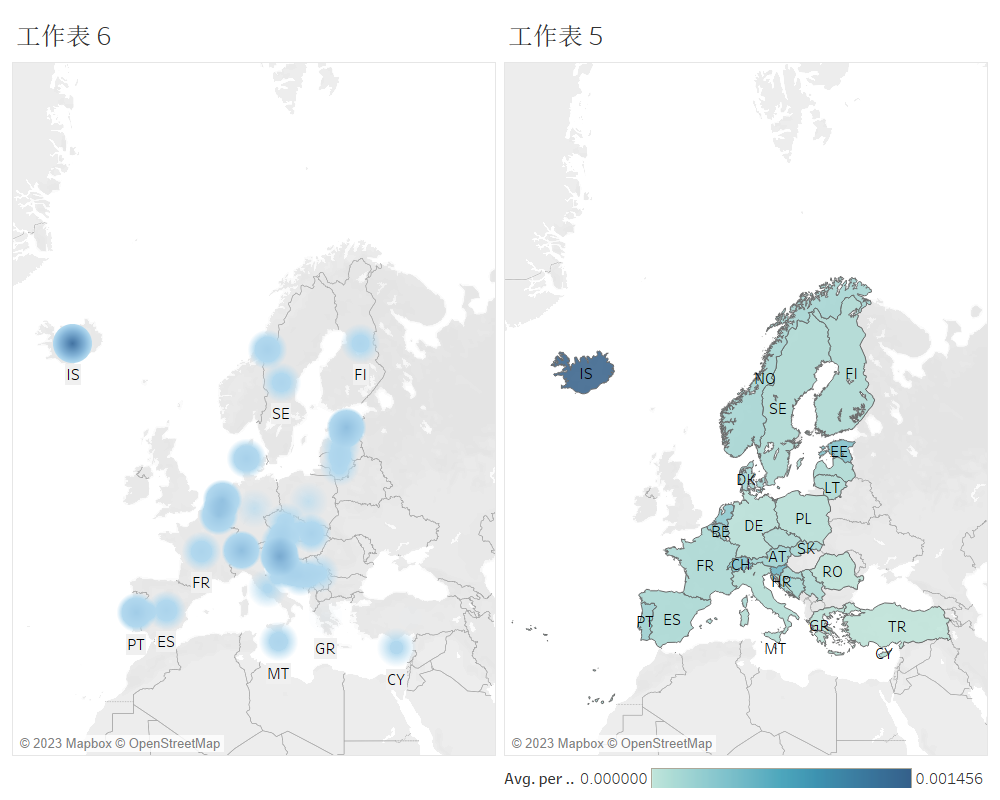 工作表 6
工作表 5
IS
SE
FI
FR
PT
ES
MT
GR
CY
© 2023 Mapbox © OpenStreetMap
IS
NO
SE
FI
EE
DK
LT
BE
DE
PL
FR
CH
AT
SK
HR
RO
PT
ES
GR
TR
MT
CY
© 2023 Mapbox © OpenStreetMap
Avg. per .. 0.000000 0.001456